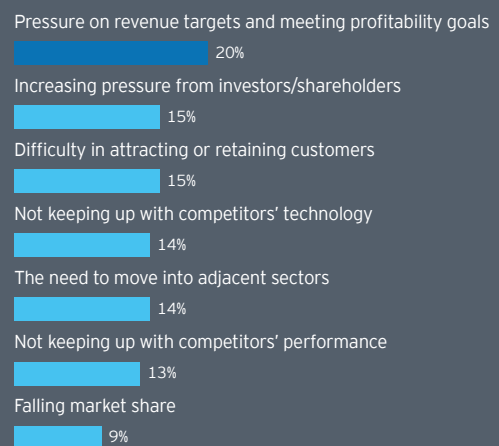 Pressure on revenue targets and meeting profitability goals
20%
Increasing pressure from investors/shareholders
15%
Difficulty in attracting or retaining customers
15%
Not keeping up with competitors’ technology
14%
The need to move into adjacent sectors
14%
Not keeping up with competitors’ performance
13%
Falling market share
9%